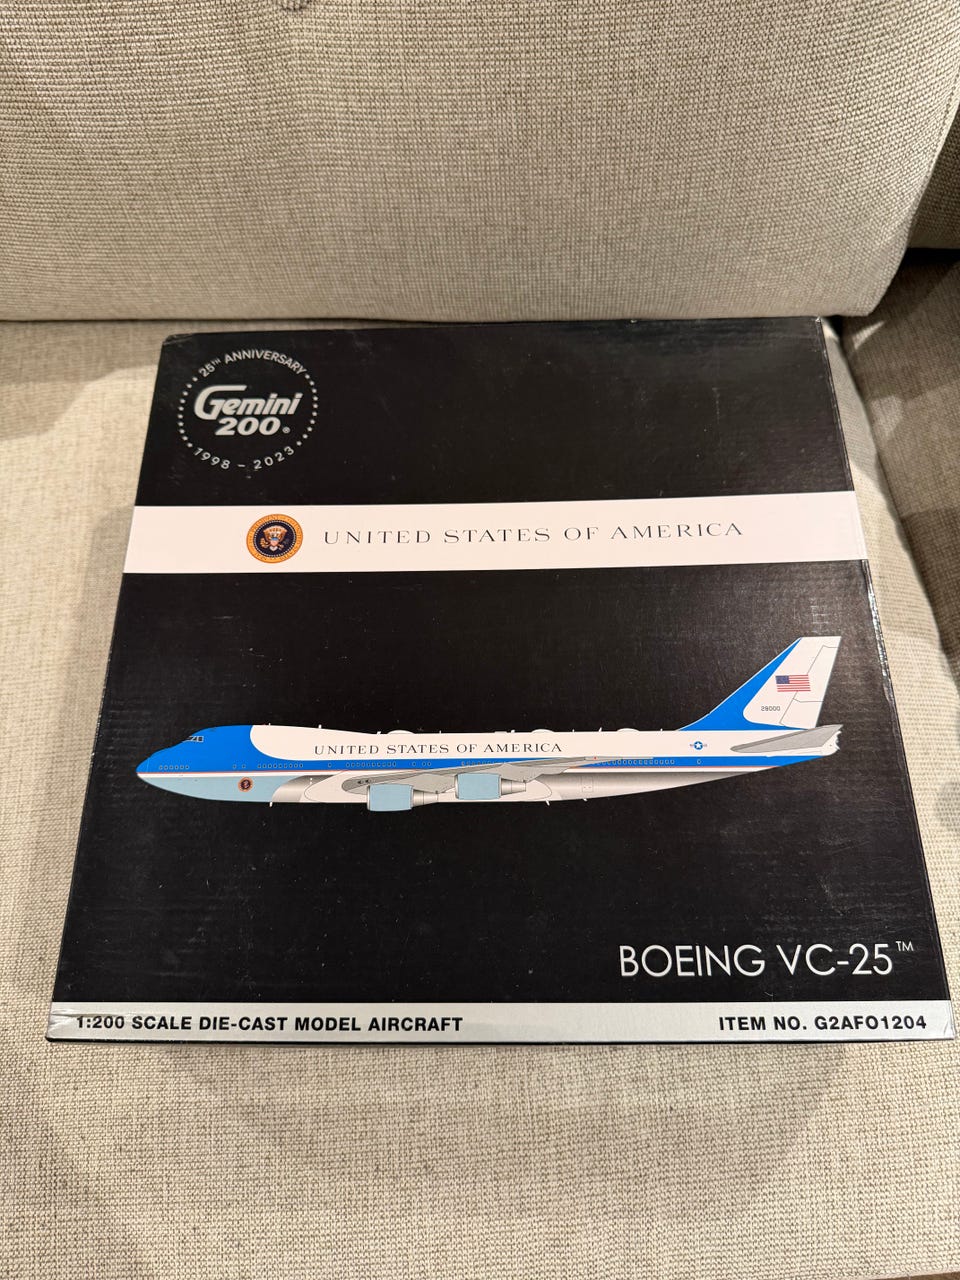 25TH ANNIVERSARY
Gemini
200®
1998 - 2023
UNITED STATES OF AMERICA
28000
UNITED STATES OF AMERICA
BOEING VC-25™
1:200 SCALE DIE-CAST MODEL AIRCRAFT
ITEM NO. G2AFO1204